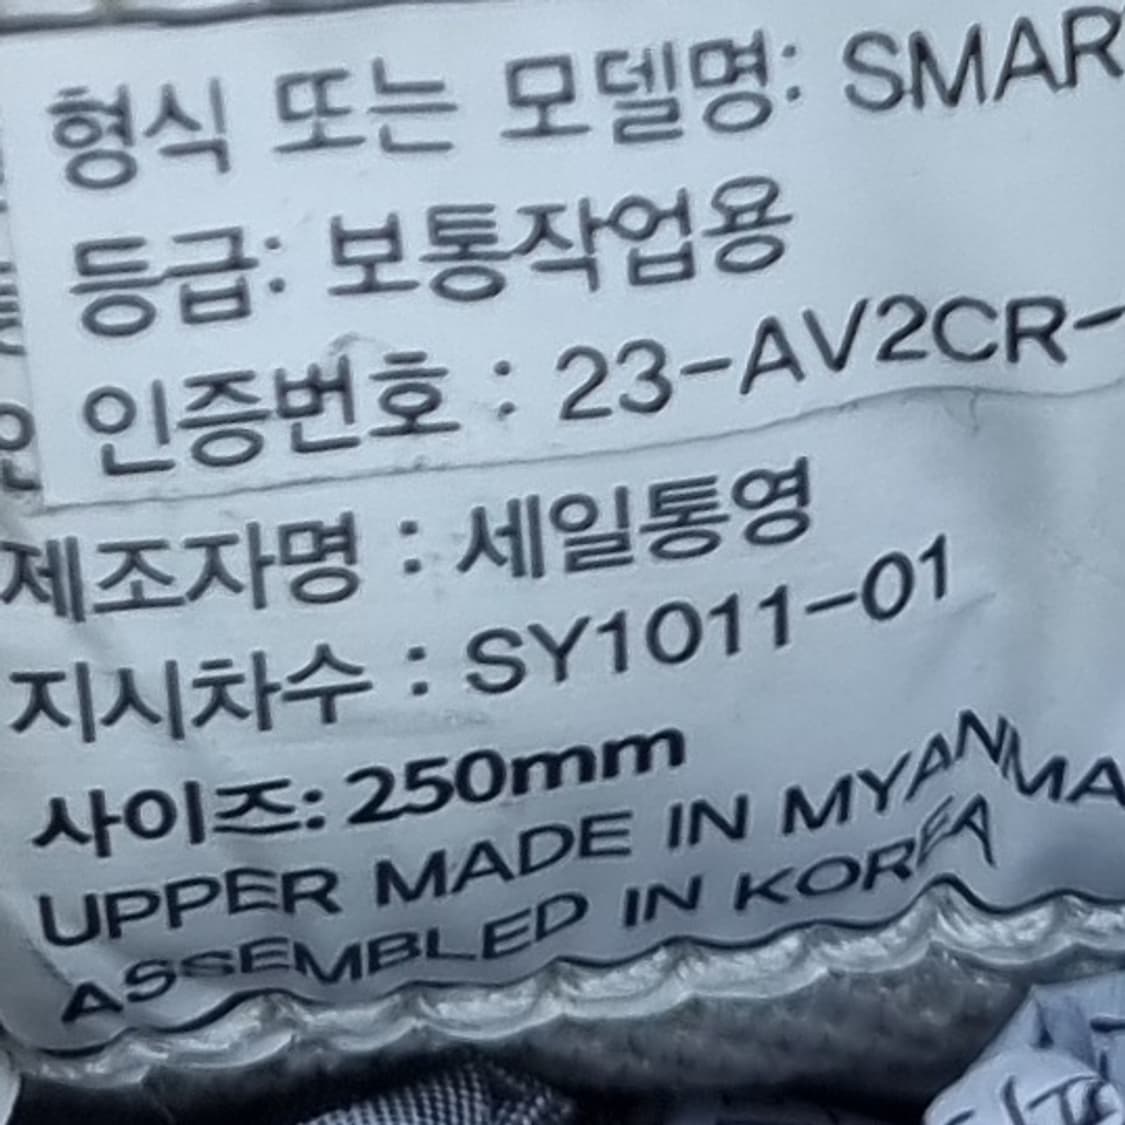 형식 또는 모델명: SMAR
등급: 보통작업용
인증번호 : 23-AV2CR-
제조자명 : 세일통영
지시차수 : SY1011-01
사이즈: 250mm
UPPER MADE IN MYANMA
ASSEMBLED IN KOREA